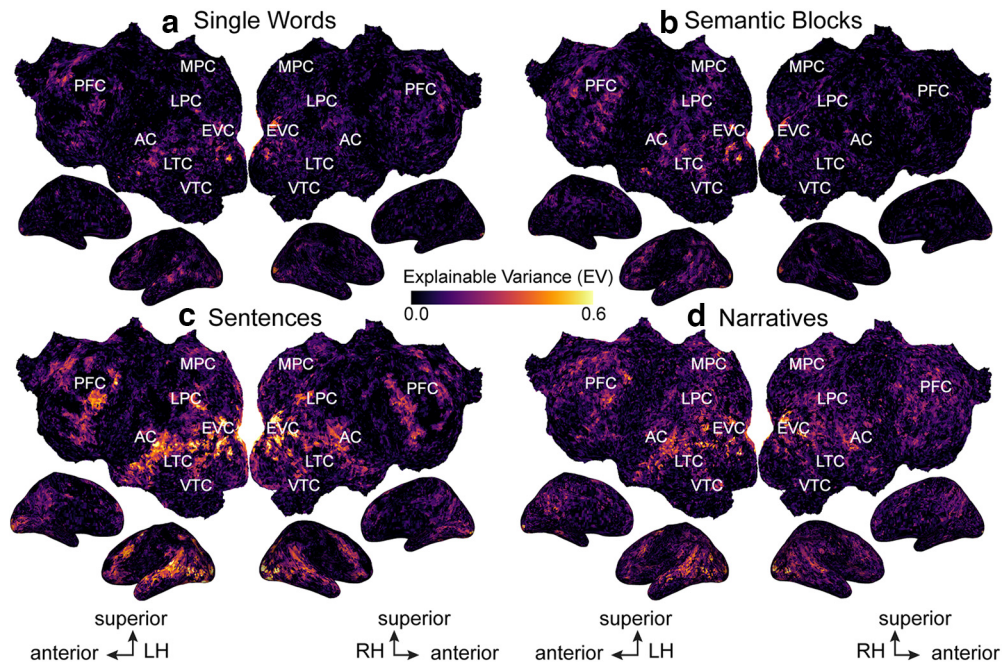 a Single Words
b Semantic Blocks
MPC MPC
PFC PFC
LPC LPC
EVC EVC
AC AC
LTC LTC
VTC VTC
MPC MPC
PFC PFC
LPC LPC
EVC EVC
AC AC
LTC LTC
VTC VTC
Explainable Variance (EV)
0.0 0.6
c Sentences
d Narratives
MPC MPC
PFC PFC
LPC LPC
EVC EVC
AC AC
LTC LTC
VTC VTC
MPC MPC
PFC PFC
LPC LPC
EVC EVC
AC AC
LTC LTC
VTC VTC
superior superior superior superior
anterior LH RH anterior anterior LH RH anterior